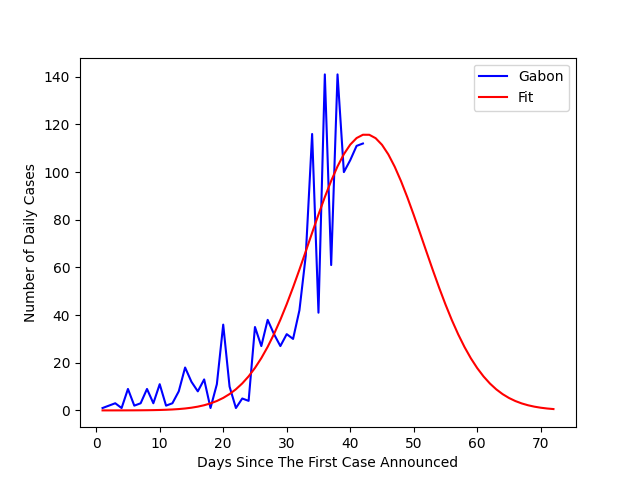 Gabon
Fit
140
120
100
80
60
40
20
0
Number of Daily Cases
0 10 20 30 40 50 60 70
Days Since The First Case Announced